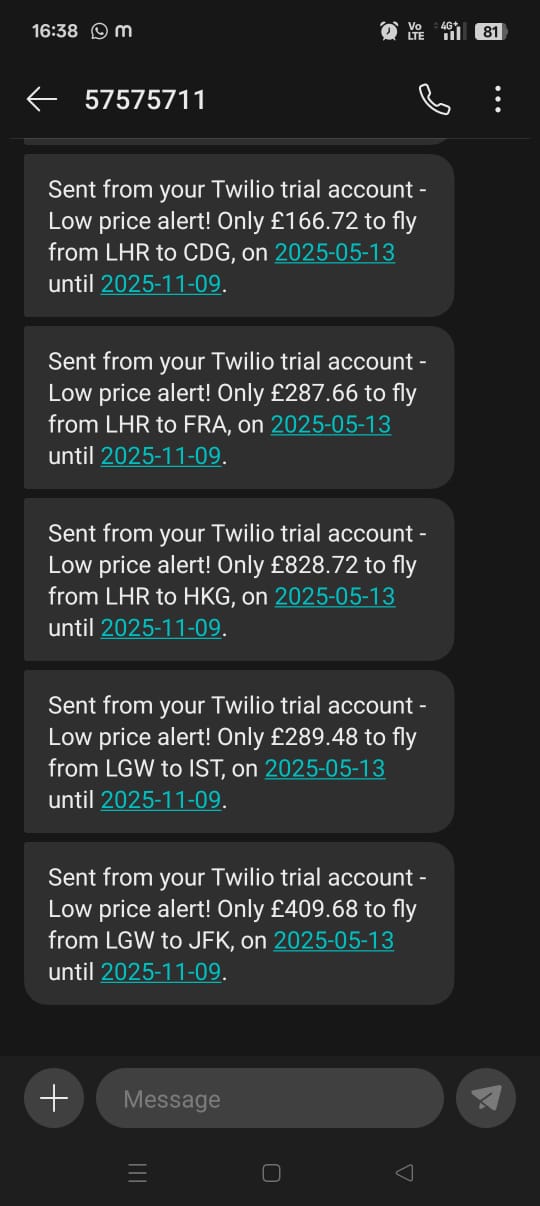 16:38 m Vo LTE 4G+ 81
57575711
Sent from your Twilio trial account -
Low price alert! Only £166.72 to fly
from LHR to CDG, on 2025-05-13
until 2025-11-09.
Sent from your Twilio trial account -
Low price alert! Only £287.66 to fly
from LHR to FRA, on 2025-05-13
until 2025-11-09.
Sent from your Twilio trial account -
Low price alert! Only £828.72 to fly
from LHR to HKG, on 2025-05-13
until 2025-11-09.
Sent from your Twilio trial account -
Low price alert! Only £289.48 to fly
from LGW to IST, on 2025-05-13
until 2025-11-09.
Sent from your Twilio trial account -
Low price alert! Only £409.68 to fly
from LGW to JFK, on 2025-05-13
until 2025-11-09.
Message